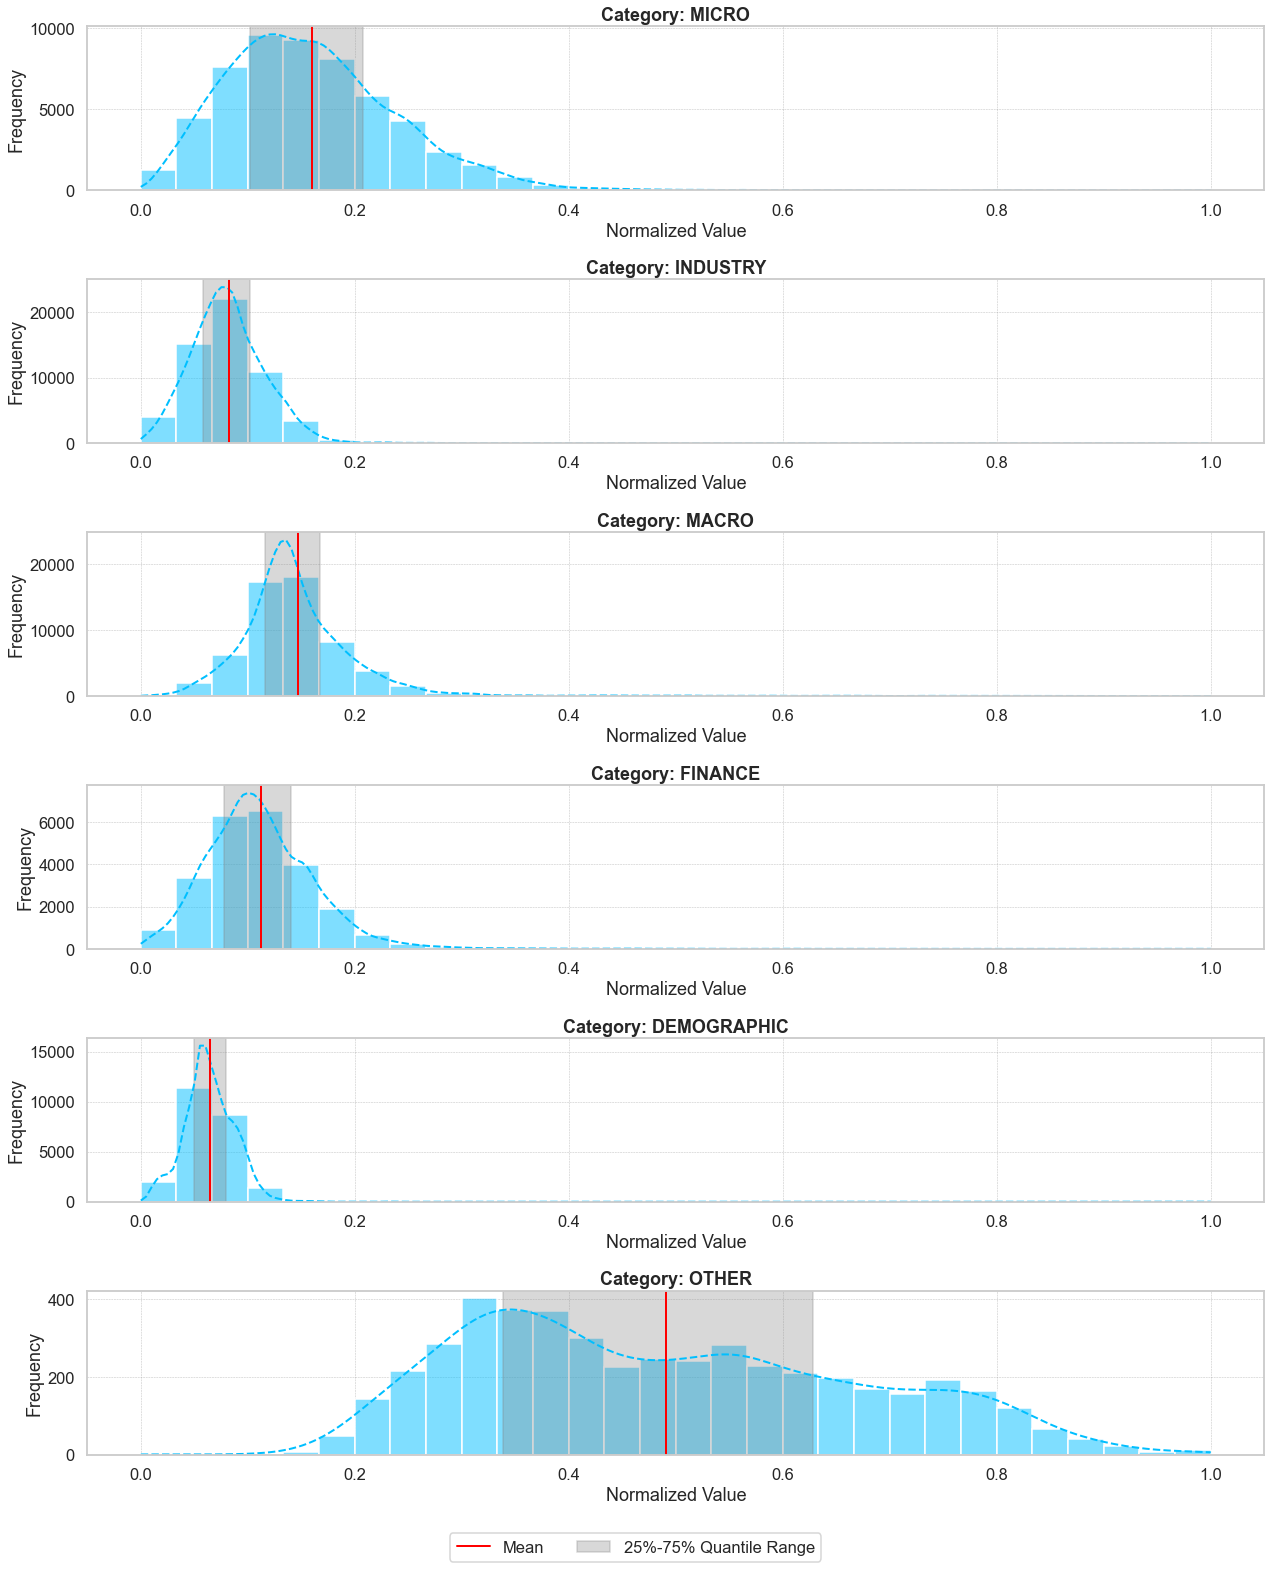 Category: MICRO
10000
5000
0
Frequency
0.0 0.2 0.4 0.6 0.8 1.0
Normalized Value
Category: INDUSTRY
20000
10000
0
Frequency
0.0 0.2 0.4 0.6 0.8 1.0
Normalized Value
Category: MACRO
20000
10000
0
Frequency
0.0 0.2 0.4 0.6 0.8 1.0
Normalized Value
Category: FINANCE
6000
4000
2000
0
Frequency
0.0 0.2 0.4 0.6 0.8 1.0
Normalized Value
Category: DEMOGRAPHIC
15000
10000
5000
0
Frequency
0.0 0.2 0.4 0.6 0.8 1.0
Normalized Value
Category: OTHER
400
200
0
Frequency
0.0 0.2 0.4 0.6 0.8 1.0
Normalized Value
Mean 25%-75% Quantile Range